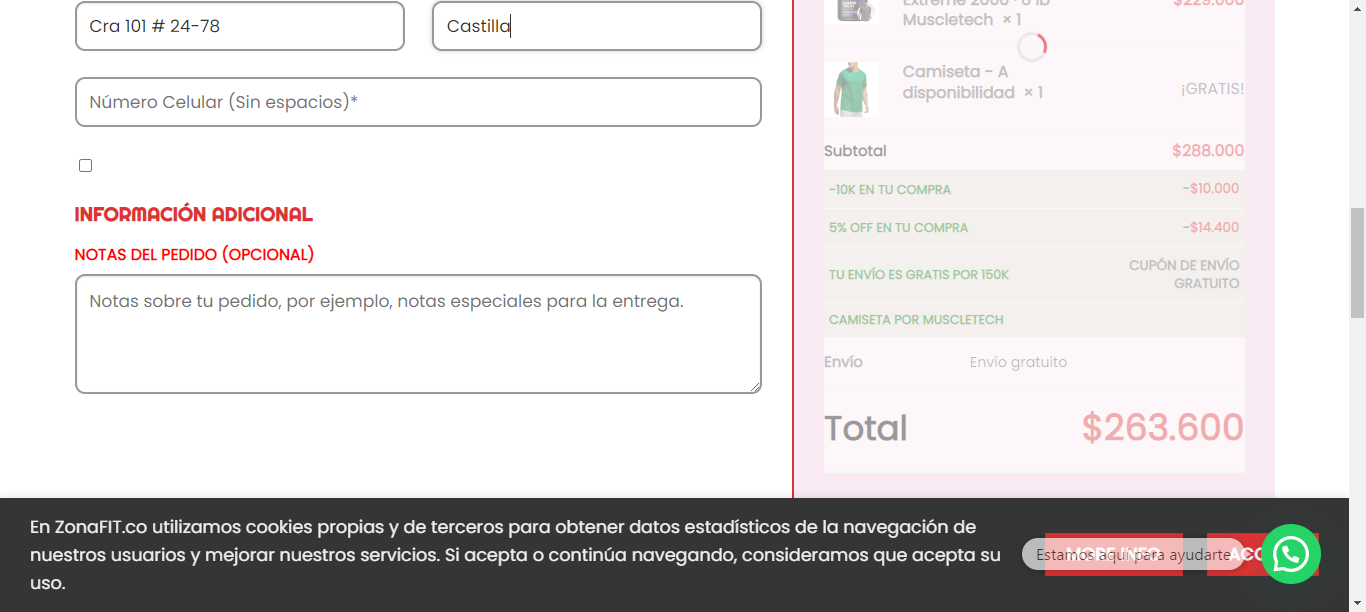 Cra 101 # 24-78
Castilla
Número Celular (Sin espacios)*
INFORMACIÓN ADICIONAL
NOTAS DEL PEDIDO (OPCIONAL)
Notas sobre tu pedido, por ejemplo, notas especiales para la entrega.
Extreme 2000 · 6 lb
Muscletech × 1
$229.000
Camiseta - A
disponibilidad × 1
¡GRATIS!
Subtotal $288.000
-10K EN TU COMPRA -$10.000
5% OFF EN TU COMPRA -$14.400
TU ENVÍO ES GRATIS POR 150K
CUPÓN DE ENVÍO
GRATUITO
CAMISETA POR MUSCLETECH
Envío Envío gratuito
Total $263.600
En ZonaFIT.co utilizamos cookies propias y de terceros para obtener datos estadísticos de la navegación de
nuestros usuarios y mejorar nuestros servicios. Si acepta o continúa navegando, consideramos que acepta su
uso.
MORE INFO
Estamos aquí para ayudarte